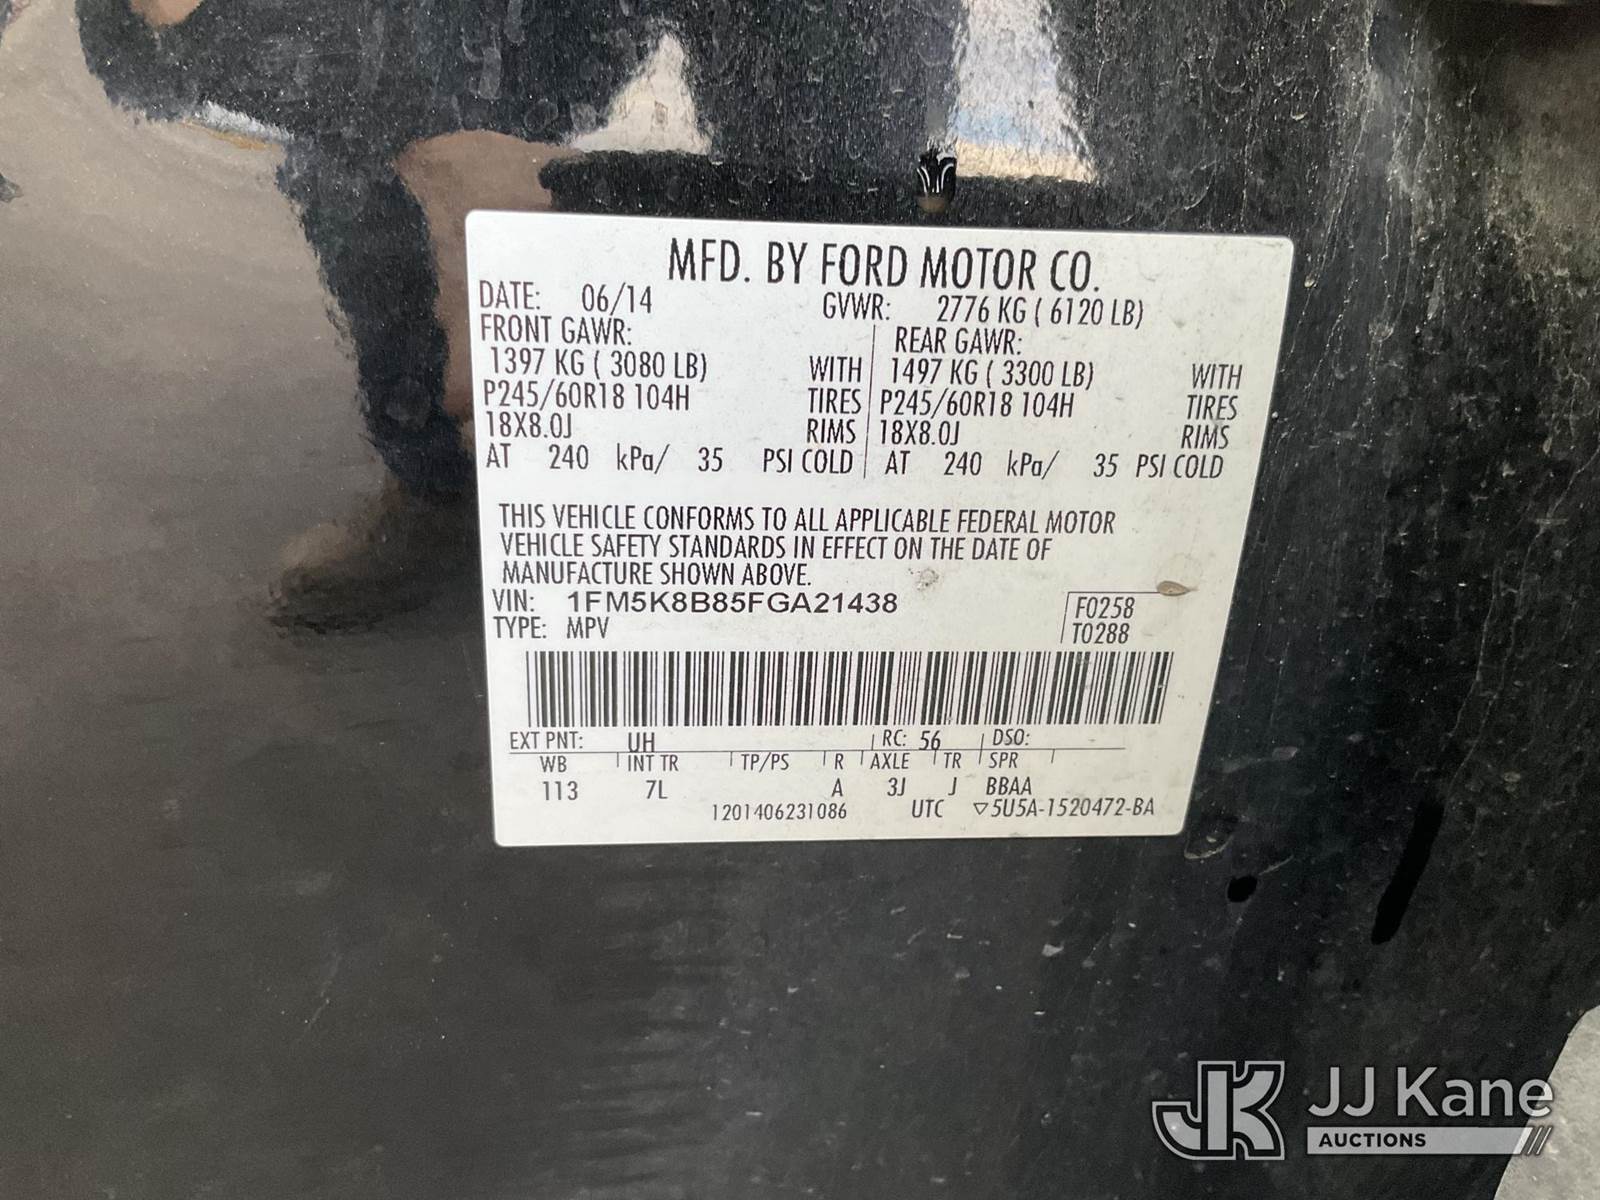 MFD. BY FORD MOTOR CO.
DATE: 06/14 GVWR: 2776 KG ( 6120 LB)
FRONT GAWR: REAR GAWR:
1397 KG ( 3080 LB) WITH 1497 KG ( 3300 LB) WITH
P245/60R18 104H TIRES P245/60R18 104H TIRES
18X8.0J RIMS 18X8.0J RIMS
AT 240 kPa/ 35 PSI COLD AT 240 kPa/ 35 PSI COLD
THIS VEHICLE CONFORMS TO ALL APPLICABLE FEDERAL MOTOR
VEHICLE SAFETY STANDARDS IN EFFECT ON THE DATE OF
MANUFACTURE SHOWN ABOVE.
VIN: 1FM5K8B85FGA21438 F0258
TYPE: MPV T0288
EXT PNT: UH RC: 56 DSO:
WB INT TR TP/PS R AXLE TR SPR
113 7L A 3J J BBAA
1201406231086 UTC ▽5U5A-1520472-BA
JK JJ Kane
AUCTIONS